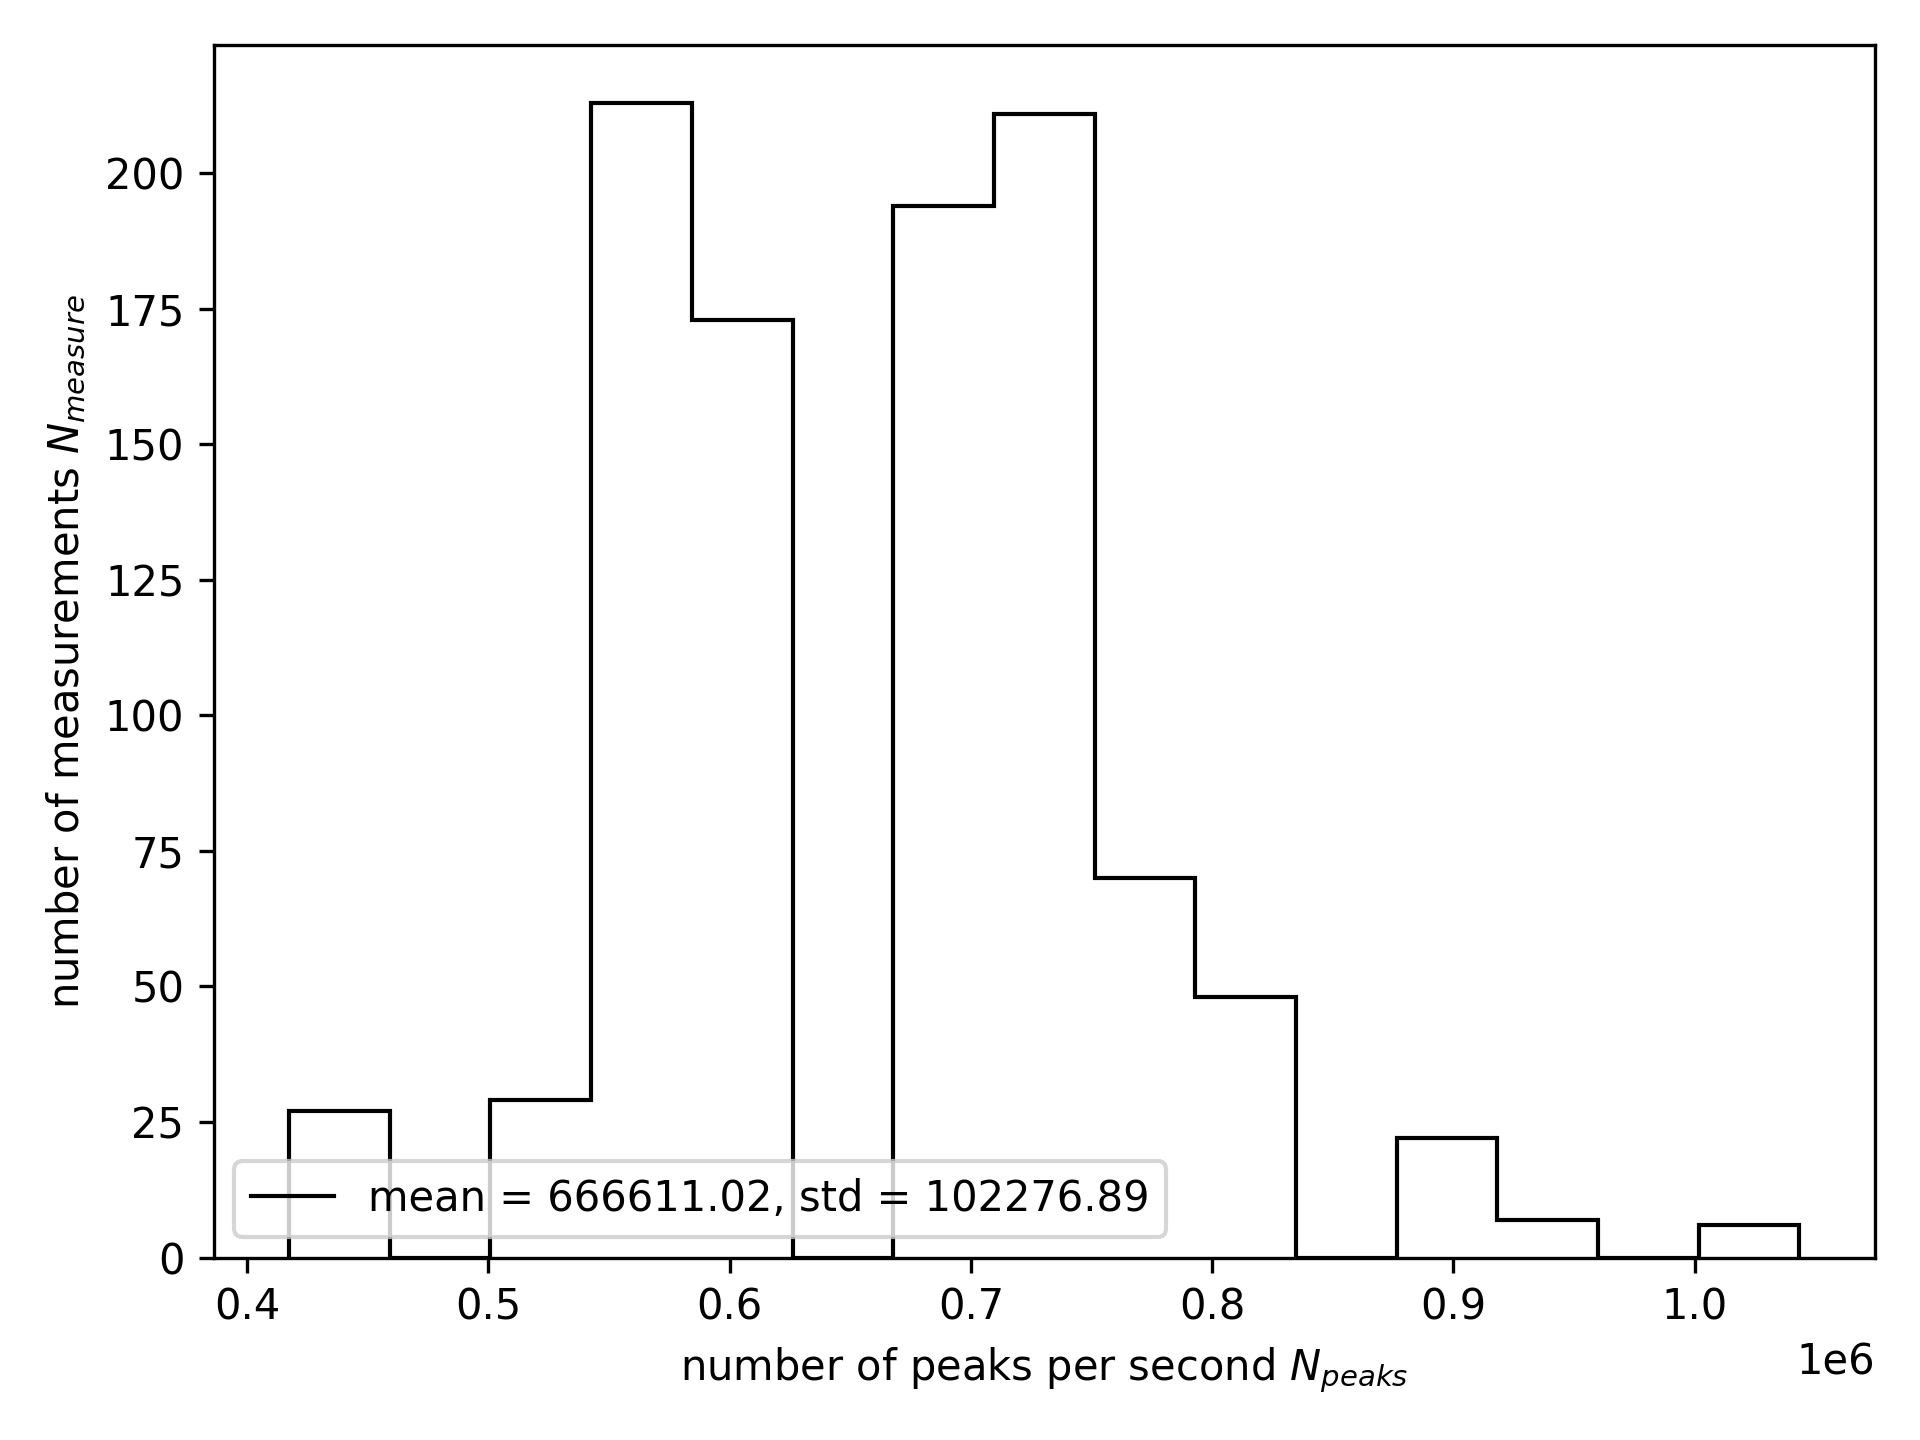 number of measurements N_measure
200
175
150
125
100
75
50
25
0
mean = 666611.02, std = 102276.89
0.4 0.5 0.6 0.7 0.8 0.9 1.0
1e6
number of peaks per second N_peaks